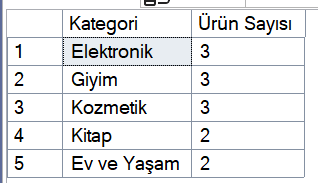 Kategori Ürün Sayısı
1 Elektronik 3
2 Giyim 3
3 Kozmetik 3
4 Kitap 2
5 Ev ve Yaşam 2